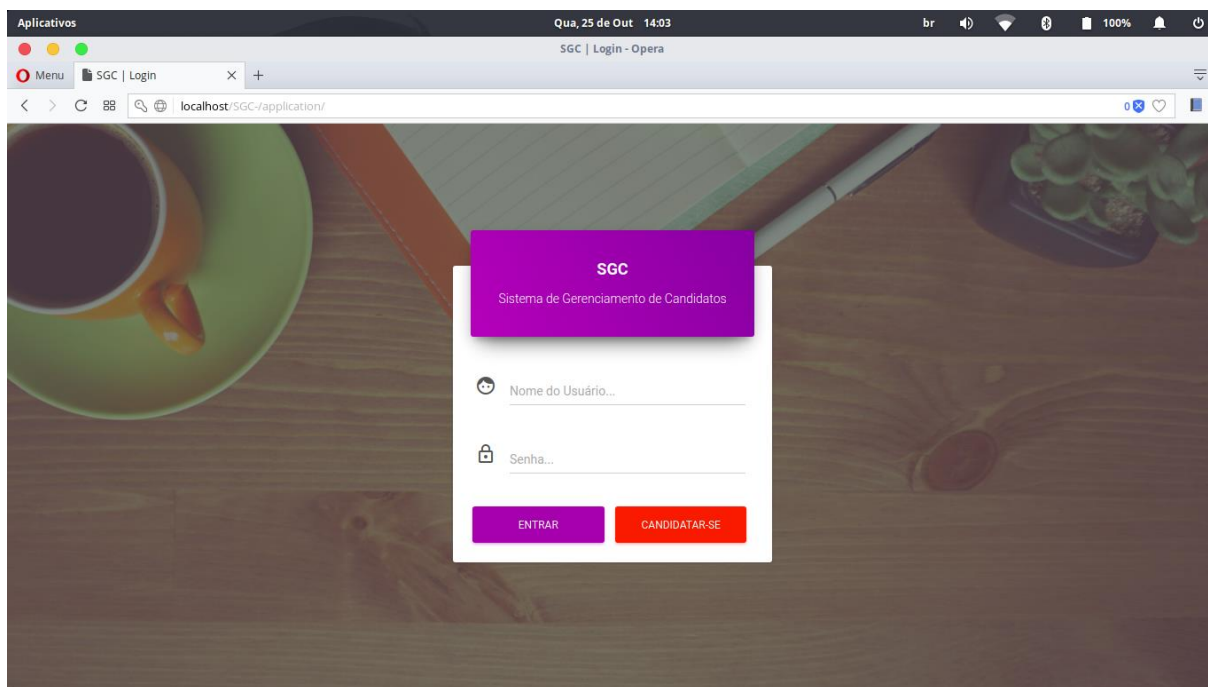 Aplicativos Qua, 25 de Out 14:03 br 100%
SGC | Login - Opera
Menu SGC | Login
localhost/SGC-/application/ 0
SGC
Sistema de Gerenciamento de Candidatos
Nome do Usuário...
Senha...
ENTRAR CANDIDATAR-SE